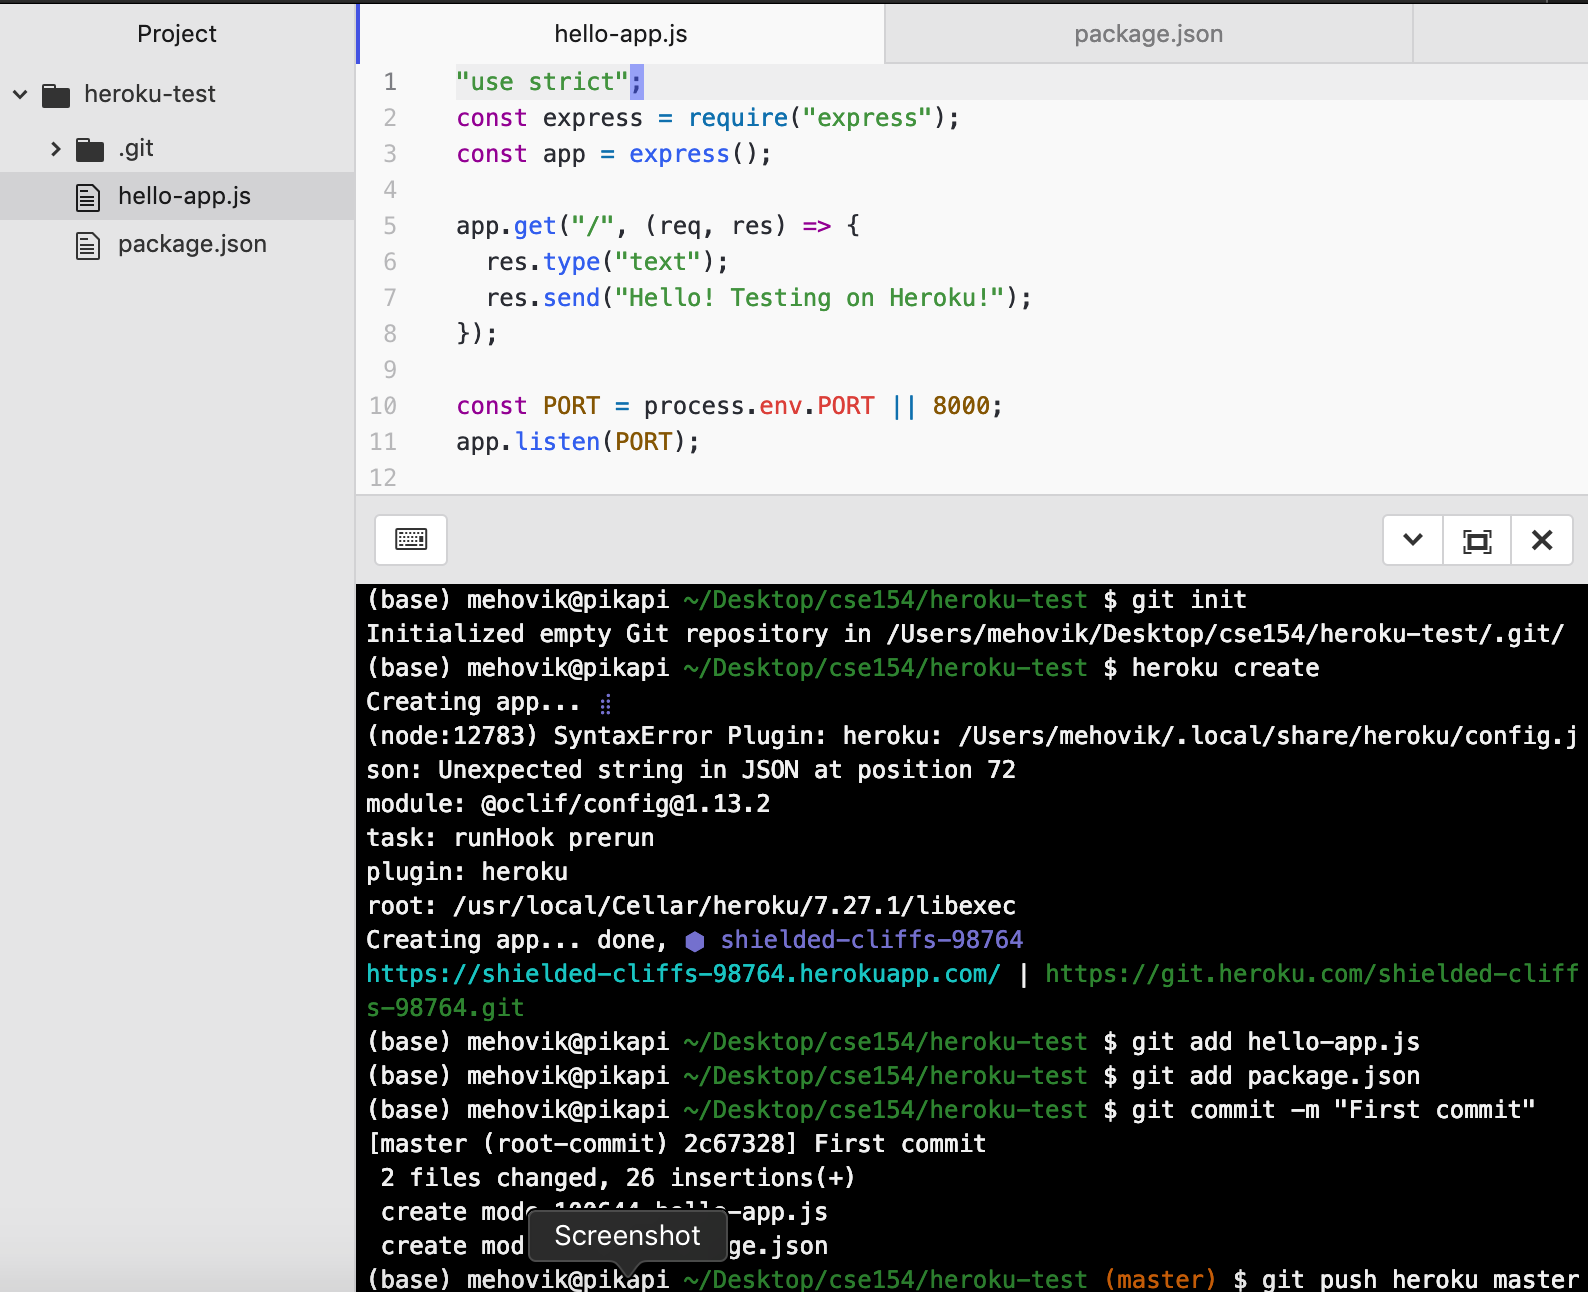 Project
heroku-test
.git
hello-app.js
package.json
hello-app.js
package.json
1 "use strict";
2 const express = require("express");
3 const app = express();
4
5 app.get("/", (req, res) => {
6 res.type("text");
7 res.send("Hello! Testing on Heroku!");
8 });
9
10 const PORT = process.env.PORT || 8000;
11 app.listen(PORT);
12
(base) mehovik@pikapi ~/Desktop/cse154/heroku-test $ git init
Initialized empty Git repository in /Users/mehovik/Desktop/cse154/heroku-test/.git/
(base) mehovik@pikapi ~/Desktop/cse154/heroku-test $ heroku create
Creating app... ⣾
(node:12783) SyntaxError Plugin: heroku: /Users/mehovik/.local/share/heroku/config.j
son: Unexpected string in JSON at position 72
module: @oclif/config@1.13.2
task: runHook prerun
plugin: heroku
root: /usr/local/Cellar/heroku/7.27.1/libexec
Creating app... done, ⬢ shielded-cliffs-98764
https://shielded-cliffs-98764.herokuapp.com/ | https://git.heroku.com/shielded-cliff
s-98764.git
(base) mehovik@pikapi ~/Desktop/cse154/heroku-test $ git add hello-app.js
(base) mehovik@pikapi ~/Desktop/cse154/heroku-test $ git add package.json
(base) mehovik@pikapi ~/Desktop/cse154/heroku-test $ git commit -m "First commit"
[master (root-commit) 2c67328] First commit
2 files changed, 26 insertions(+)
create mode 100644 hello-app.js
create mod ge.json
Screenshot
(base) mehovik@pikapi ~/Desktop/cse154/heroku-test (master) $ git push heroku master